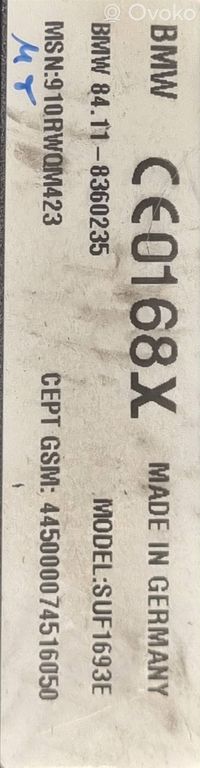 BMW CE0168X MADE IN GERMANY
BMW 84.11-8360235 MODEL:SUF1693E
MSN:910RWQM423 CEPT GSM: 445000074516050
Ovoko